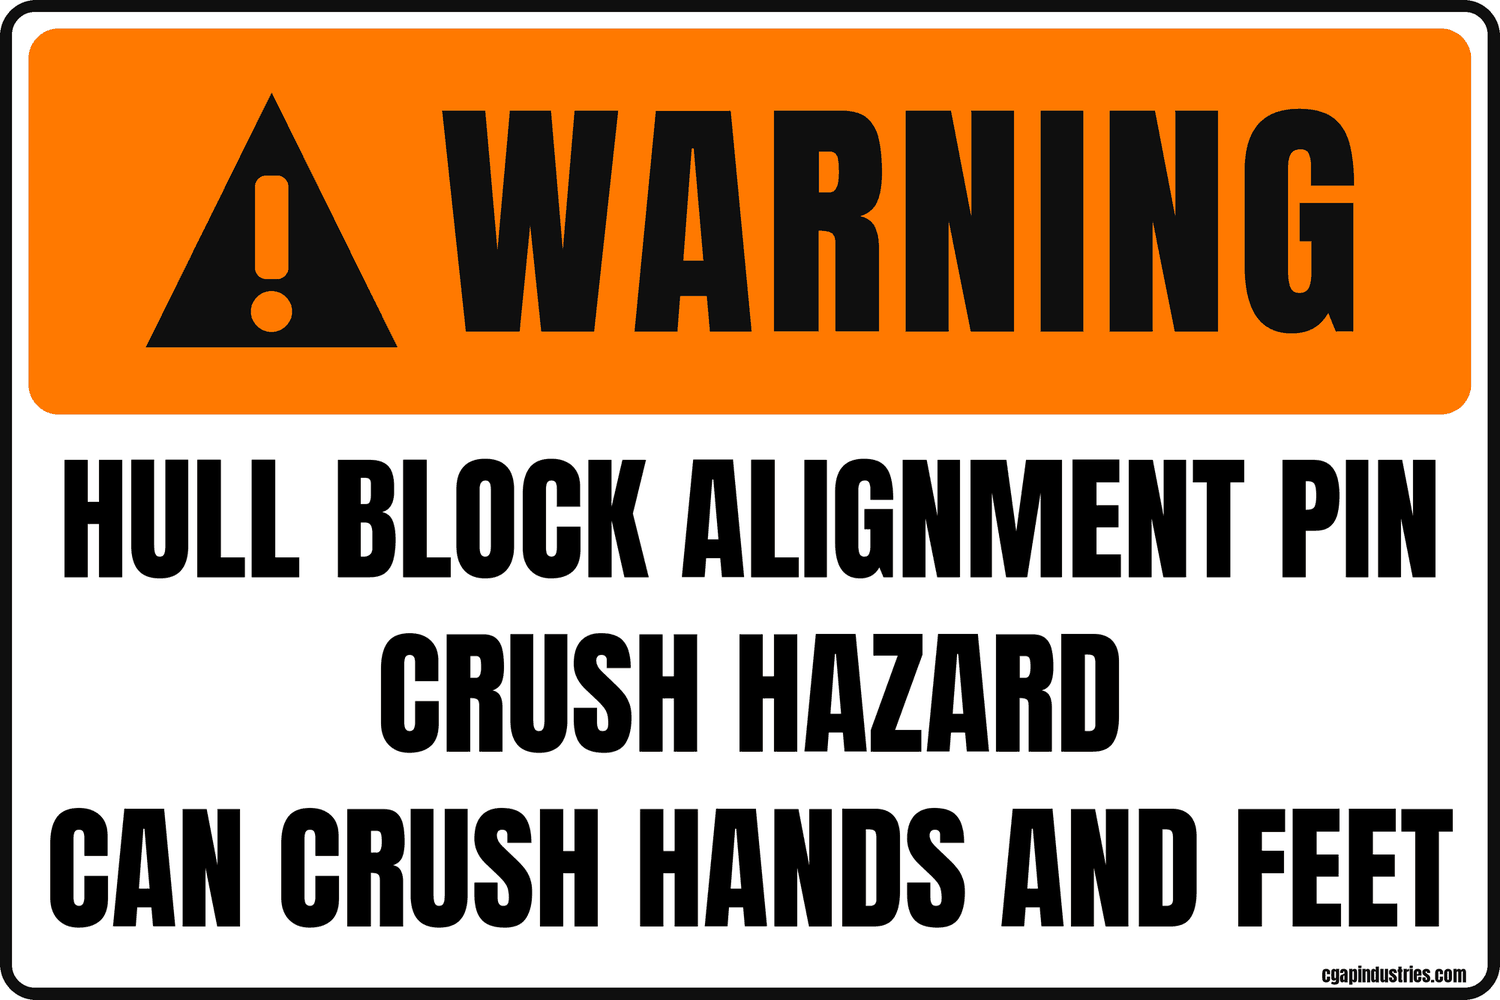 WARNING
HULL BLOCK ALIGNMENT PIN
CRUSH HAZARD
CAN CRUSH HANDS AND FEET
cgapindustries.com